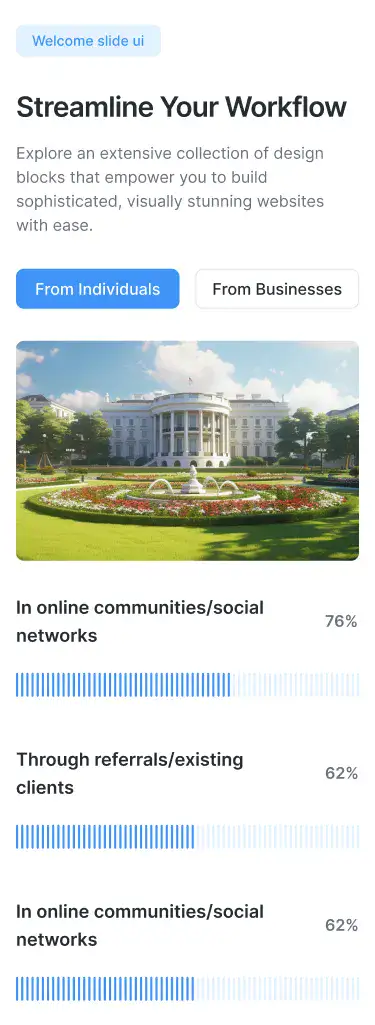 Welcome slide ui
Streamline Your Workflow
Explore an extensive collection of design
blocks that empower you to build
sophisticated, visually stunning websites
with ease.
From Individuals
From Businesses
In online communities/social
networks
76%
Through referrals/existing
clients
62%
In online communities/social
networks
62%